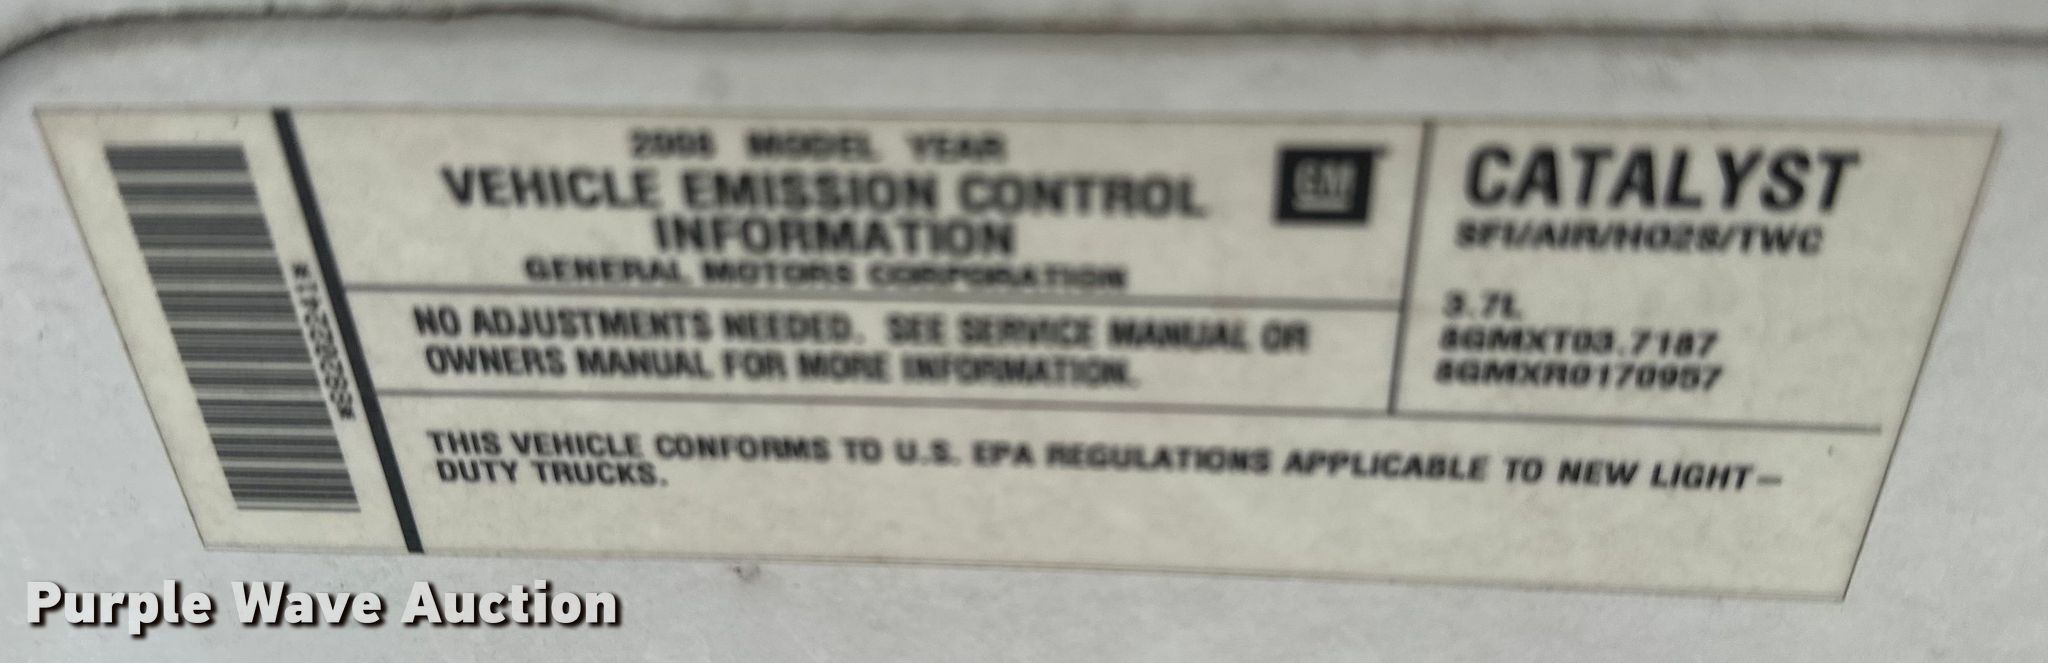 2008 MODEL YEAR
VEHICLE EMISSION CONTROL
INFORMATION
GENERAL MOTORS CORPORATION
GM
NO ADJUSTMENTS NEEDED. SEE SERVICE MANUAL OR
OWNERS MANUAL FOR MORE INFORMATION.
CATALYST
SFI/AIR/HO2S/TWC
3.7L
8GMXT03.7187
8GMXR0170957
THIS VEHICLE CONFORMS TO U.S. EPA REGULATIONS APPLICABLE TO NEW LIGHT-
DUTY TRUCKS.
Purple Wave Auction